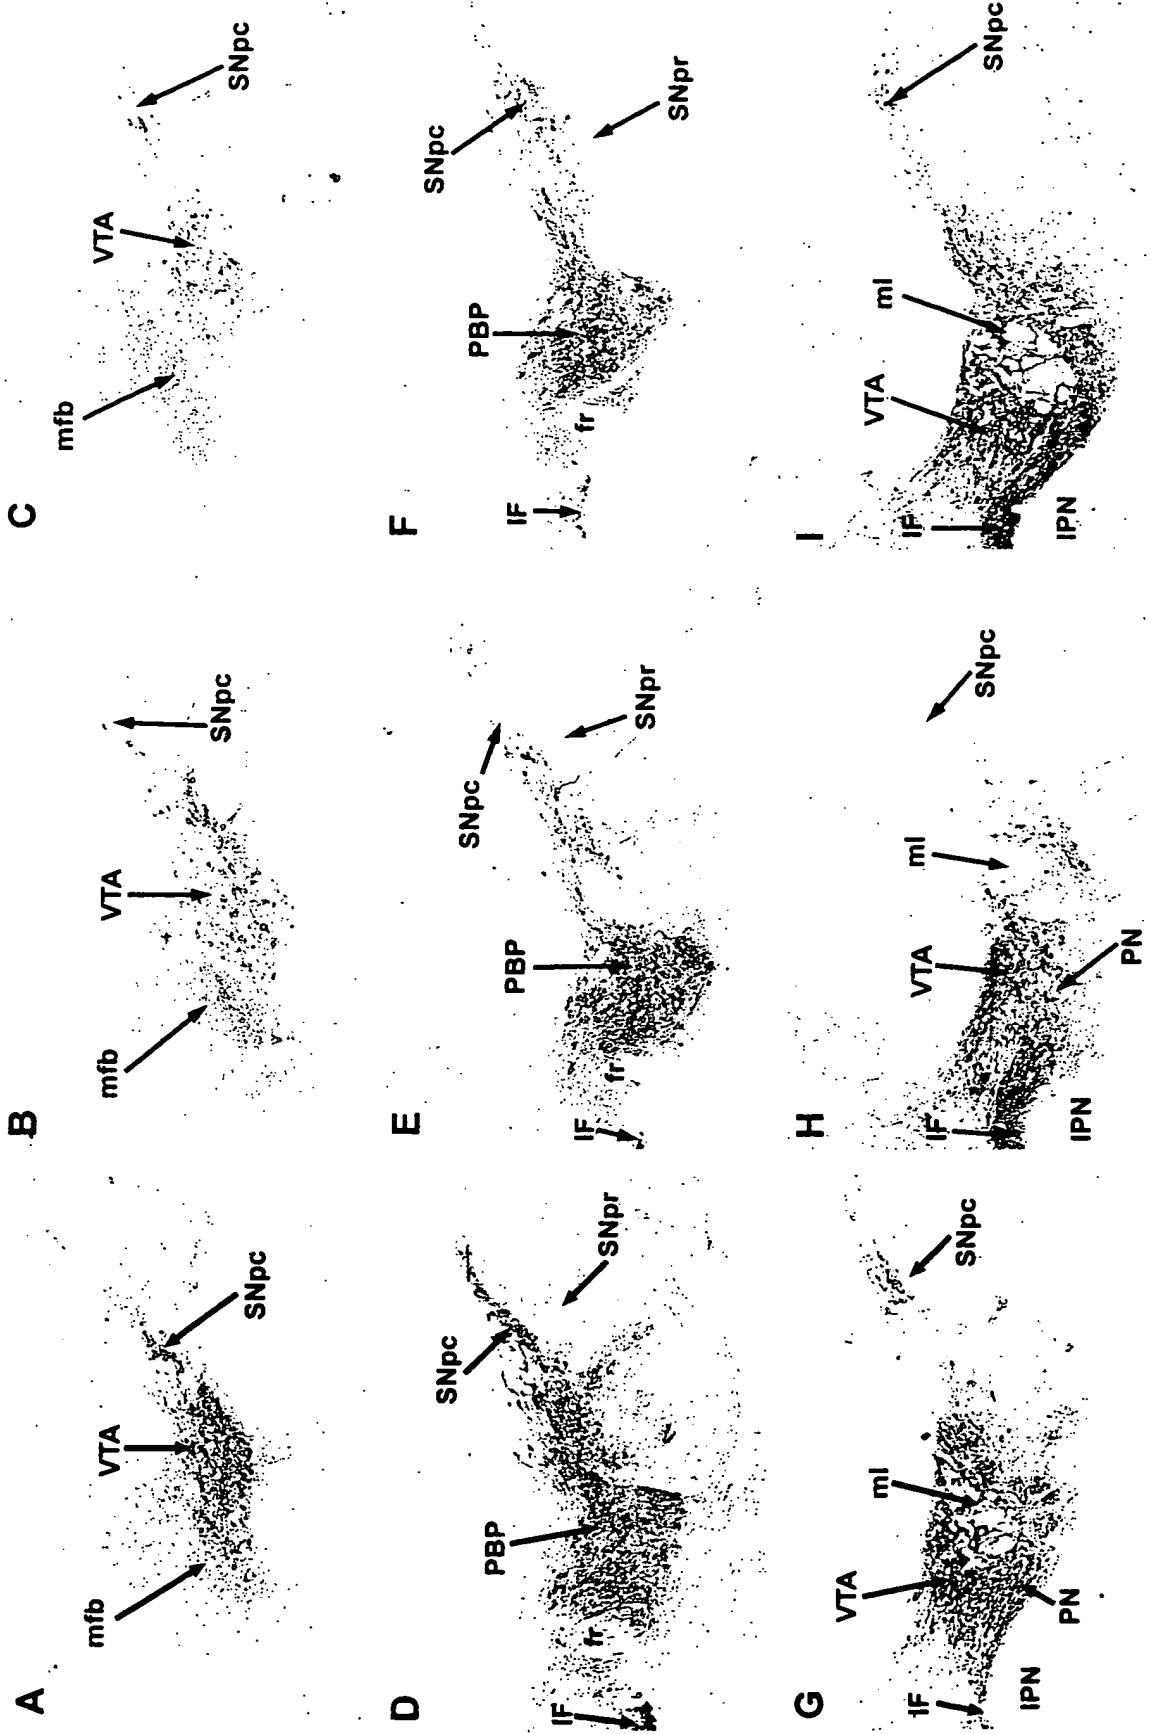 A
mfb
VTA
SNpc
B
mfb
VTA
SNpc
C
mfb
VTA
SNpc
D
IF
fr
PBP
SNpc
SNpr
E
IF
fr
PBP
SNpc
SNpr
F
IF
fr
PBP
SNpc
SNpr
G
IF
IPN
VTA
PN
ml
SNpc
H
IF
IPN
VTA
PN
ml
SNpc
I
IF
IPN
VTA
ml
SNpc